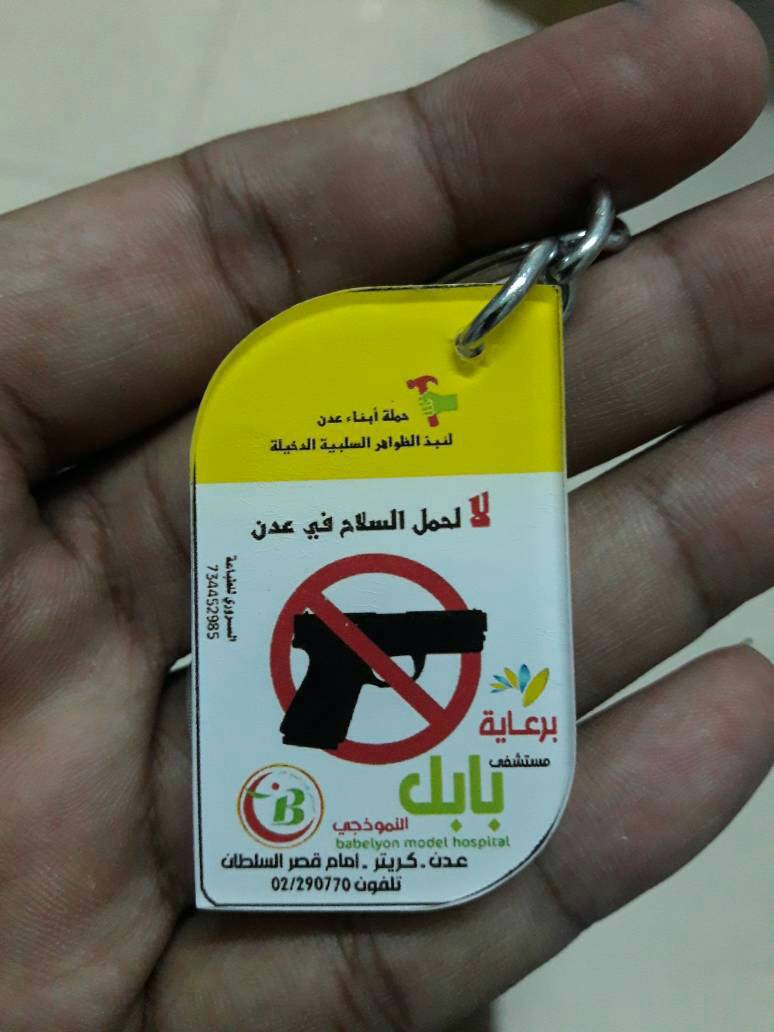 حملة أبناء عدن
لنبذ الظواهر السلبية الدخيلة
لا لحمل السلاح في عدن
السروري للطباعة
734452985
برعاية
مستشفى
بابل
النموذجي
babelyon model hospital
B
عدن - كريتر - امام قصر السلطان
تلفون 02/290770